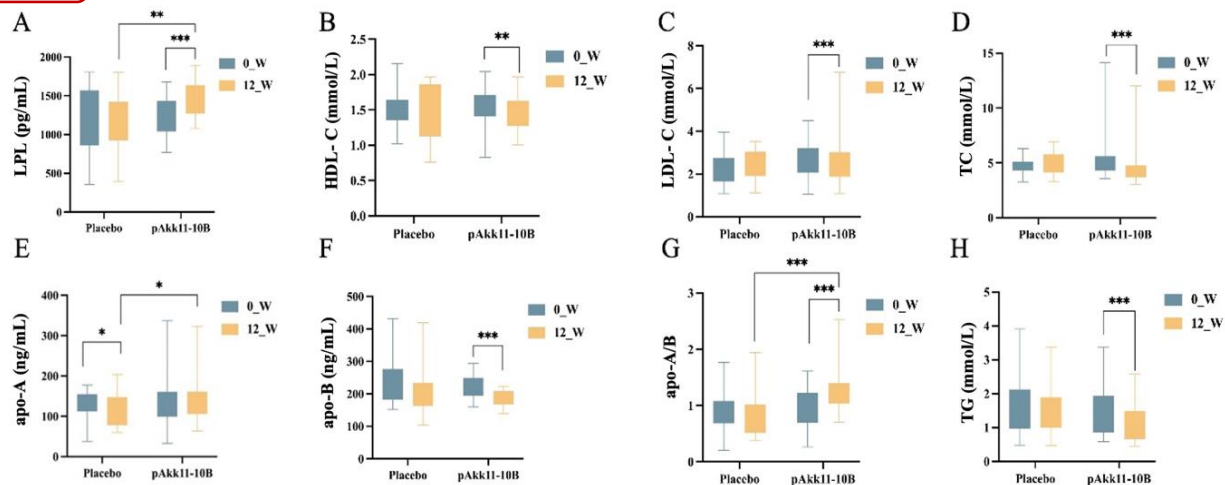 A
LPL (pg/mL)
2000
1500
1000
500
0
**
***
0_W
12_W
Placebo
pAkk11-10B
B
HDL- C (mmol/L)
2.5
2.0
1.5
1.0
0.5
0.0
**
0_W
12_W
Placebo
pAkk11-10B
C
LDL- C (mmol/L)
8
6
4
2
0
***
0_W
12_W
Placebo
pAkk11-10B
D
TC (mmol/L)
15
10
5
0
***
0_W
12_W
Placebo
pAkk11-10B
E
apo-A (ng/mL)
400
300
200
100
0
*
*
0_W
12_W
Placebo
pAkk11-10B
F
apo-B (ng/mL)
500
400
300
200
100
0
***
0_W
12_W
Placebo
pAkk11-10B
G
apo-A/B
3
2
1
0
***
***
0_W
12_W
Placebo
pAkk11-10B
H
TG (mmol/L)
5
4
3
2
1
0
***
0_W
12_W
Placebo
pAkk11-10B